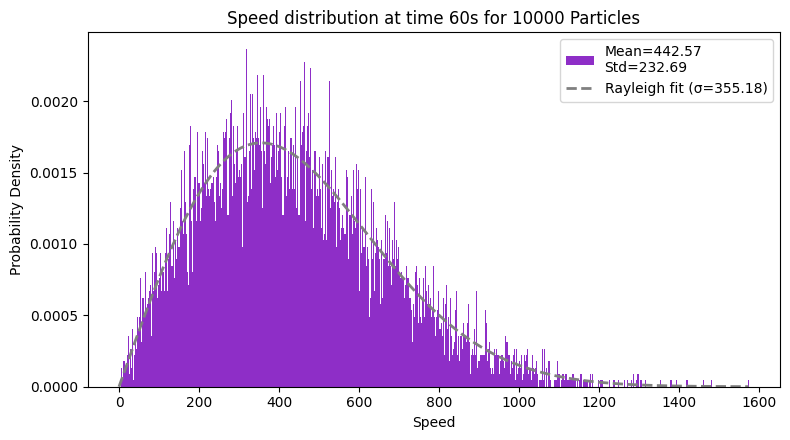 Speed distribution at time 60s for 10000 Particles
Mean=442.57
Std=232.69
Rayleigh fit (σ=355.18)
Probability Density
0.0020
0.0015
0.0010
0.0005
0.0000
0 200 400 600 800 1000 1200 1400 1600
Speed